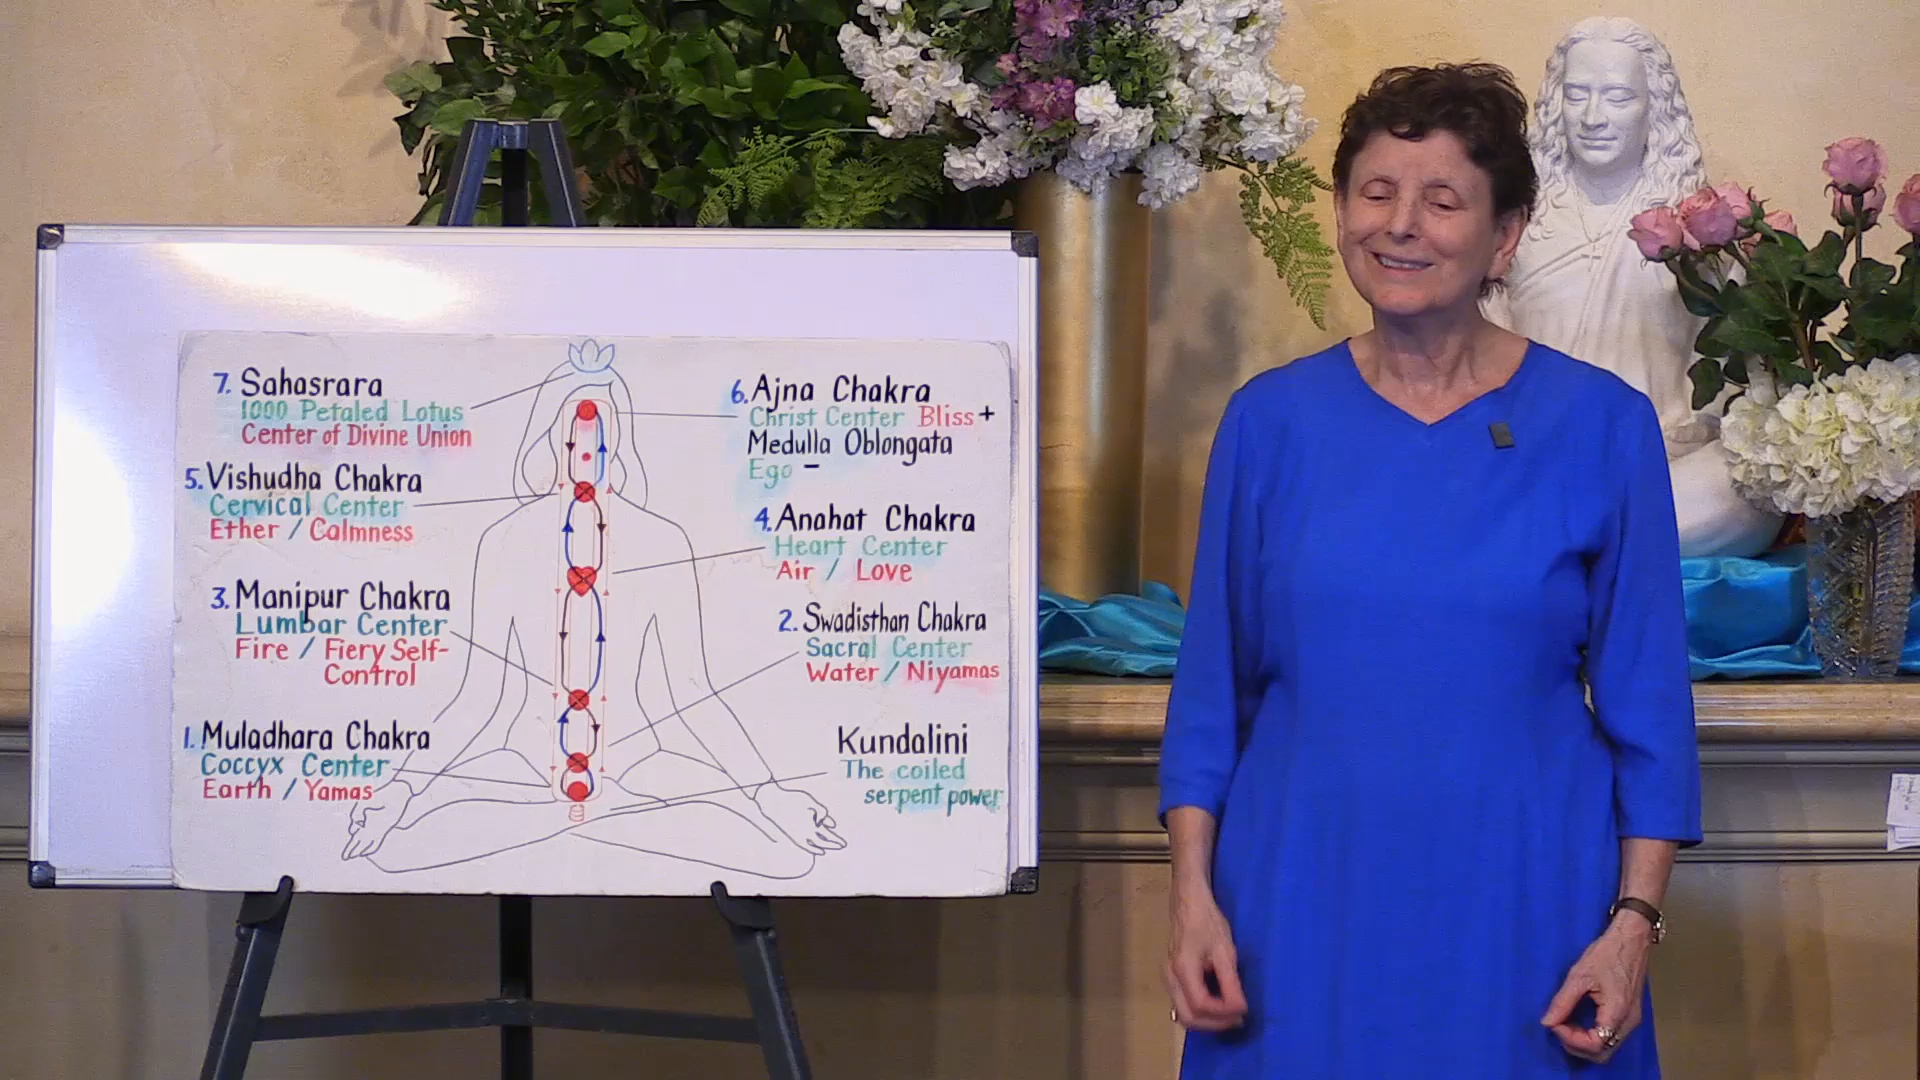 7. Sahasrara
1000 Petaled Lotus
Center of Divine Union
6. Ajna Chakra
Christ Center Bliss +
Medulla Oblongata
Ego -
5. Vishudha Chakra
Cervical Center
Ether / Calmness
4. Anahat Chakra
Heart Center
Air / Love
3. Manipur Chakra
Lumbar Center
Fire / Fiery Self-
Control
2. Swadisthan Chakra
Sacral Center
Water / Niyamas
1. Muladhara Chakra
Coccyx Center
Earth / Yamas
Kundalini
The coiled
serpent power